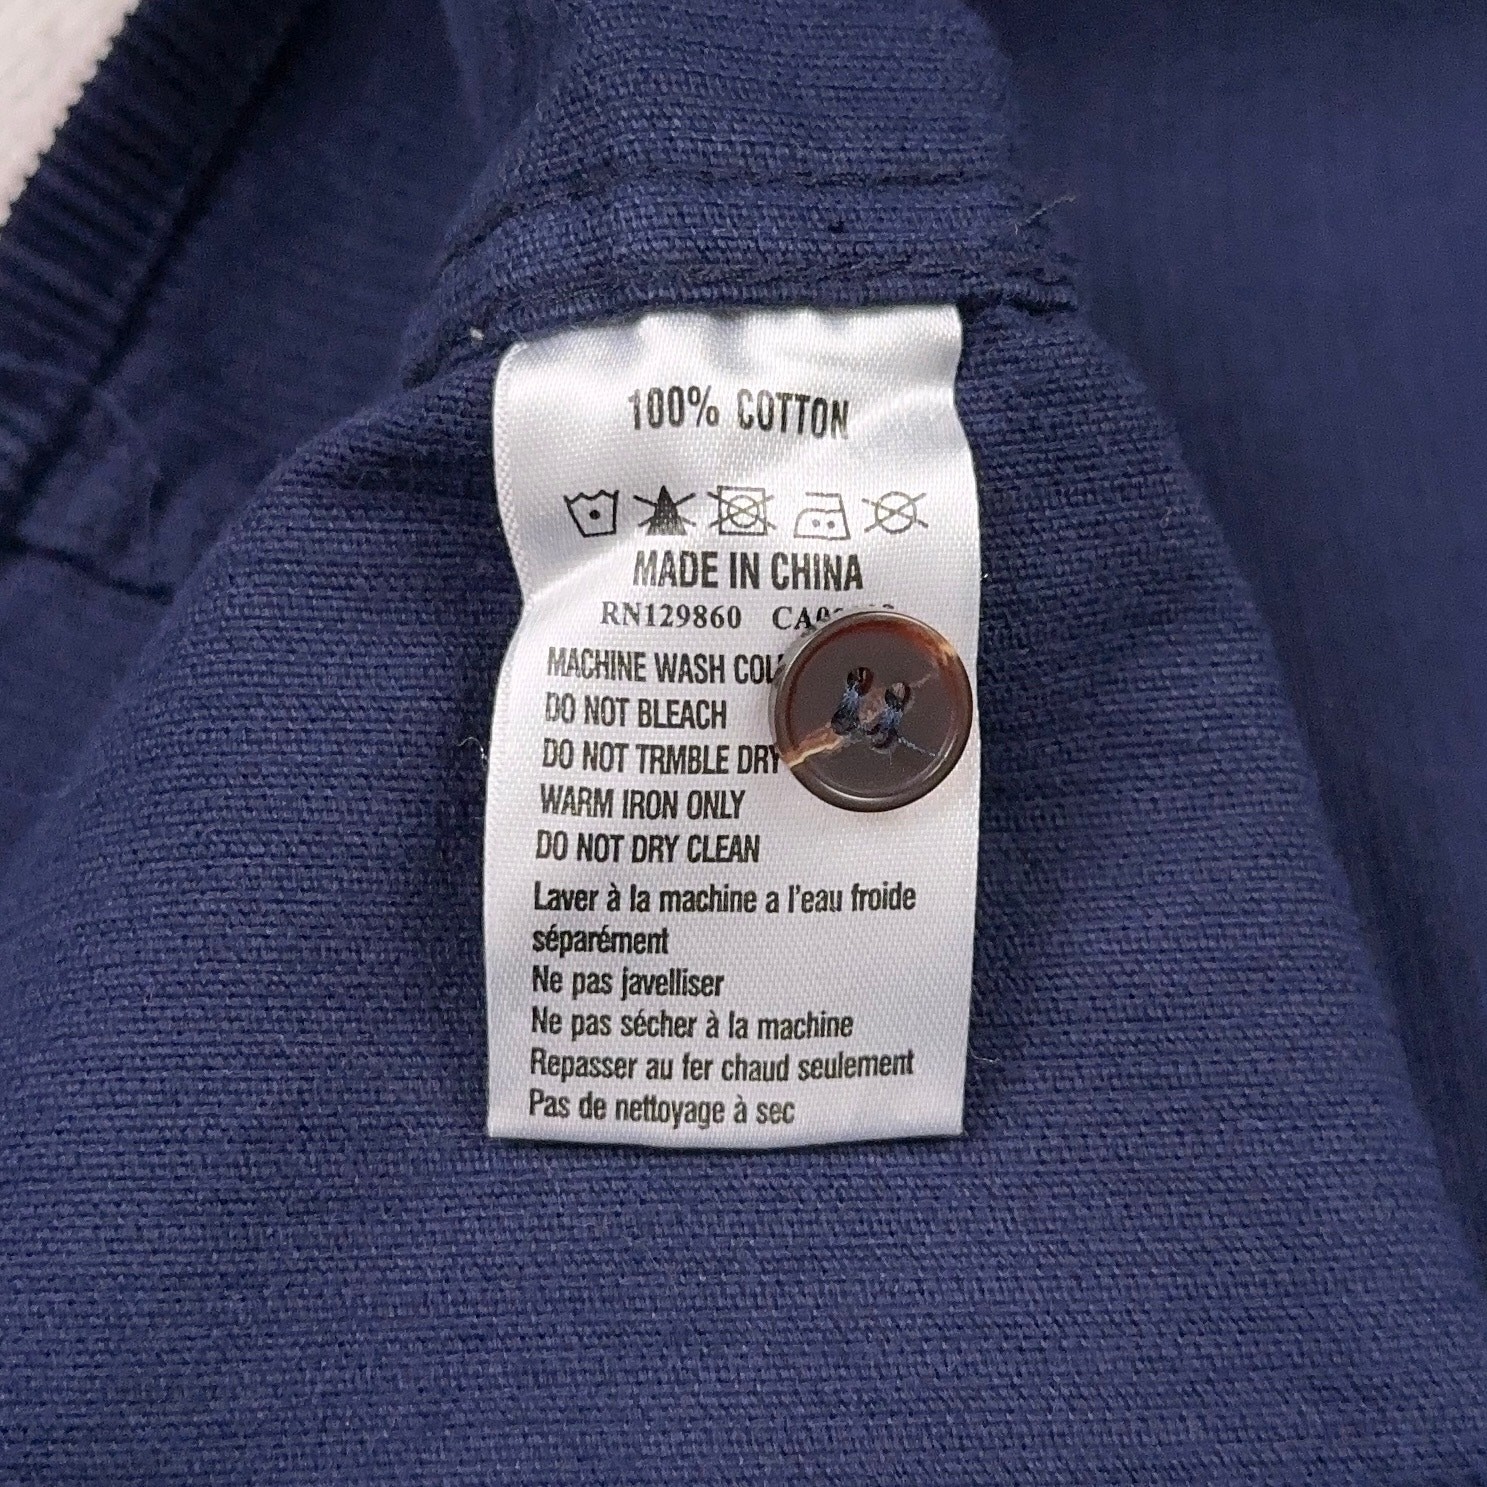 100% COTTON
MADE IN CHINA
RN129860
MACHINE WASH
DO NOT BLEACH
DO NOT TRMBLE DRY
WARM IRON ONLY
DO NOT DRY CLEAN
Laver à la machine a l'eau froide
séparément
Ne pas javelliser
Ne pas sécher à la machine
Repasser au fer chaud seulement
Pas de nettoyage à sec